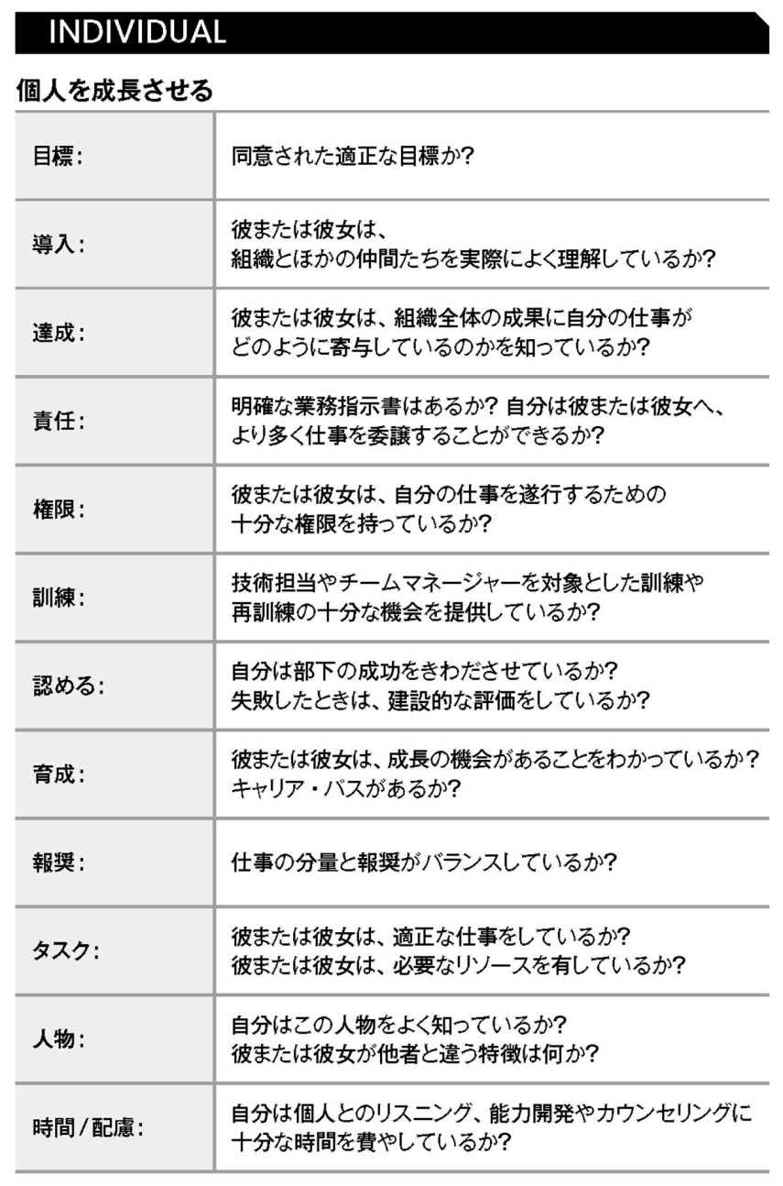 INDIVIDUAL
個人を成長させる
目標:
同意された適正な目標か?
導入:
彼または彼女は、
組織とほかの仲間たちを実際によく理解しているか?
達成:
彼または彼女は、組織全体の成果に自分の仕事が
どのように寄与しているのかを知っているか?
責任:
明確な業務指示書はあるか? 自分は彼または彼女へ、
より多く仕事を委譲することができるか?
権限:
彼または彼女は、自分の仕事を遂行するための
十分な権限を持っているか?
訓練:
技術担当やチームマネージャーを対象とした訓練や
再訓練の十分な機会を提供しているか?
認める:
自分は部下の成功をきわださせているか?
失敗したときは、建設的な評価をしているか?
育成:
彼または彼女は、成長の機会があることをわかっているか?
キャリア・パスがあるか?
報奨:
仕事の分量と報奨がバランスしているか?
タスク:
彼または彼女は、適正な仕事をしているか?
彼または彼女は、必要なリソースを有しているか?
人物:
自分はこの人物をよく知っているか?
彼または彼女が他者と違う特徴は何か?
時間/配慮:
自分は個人とのリスニング、能力開発やカウンセリングに
十分な時間を費やしているか?